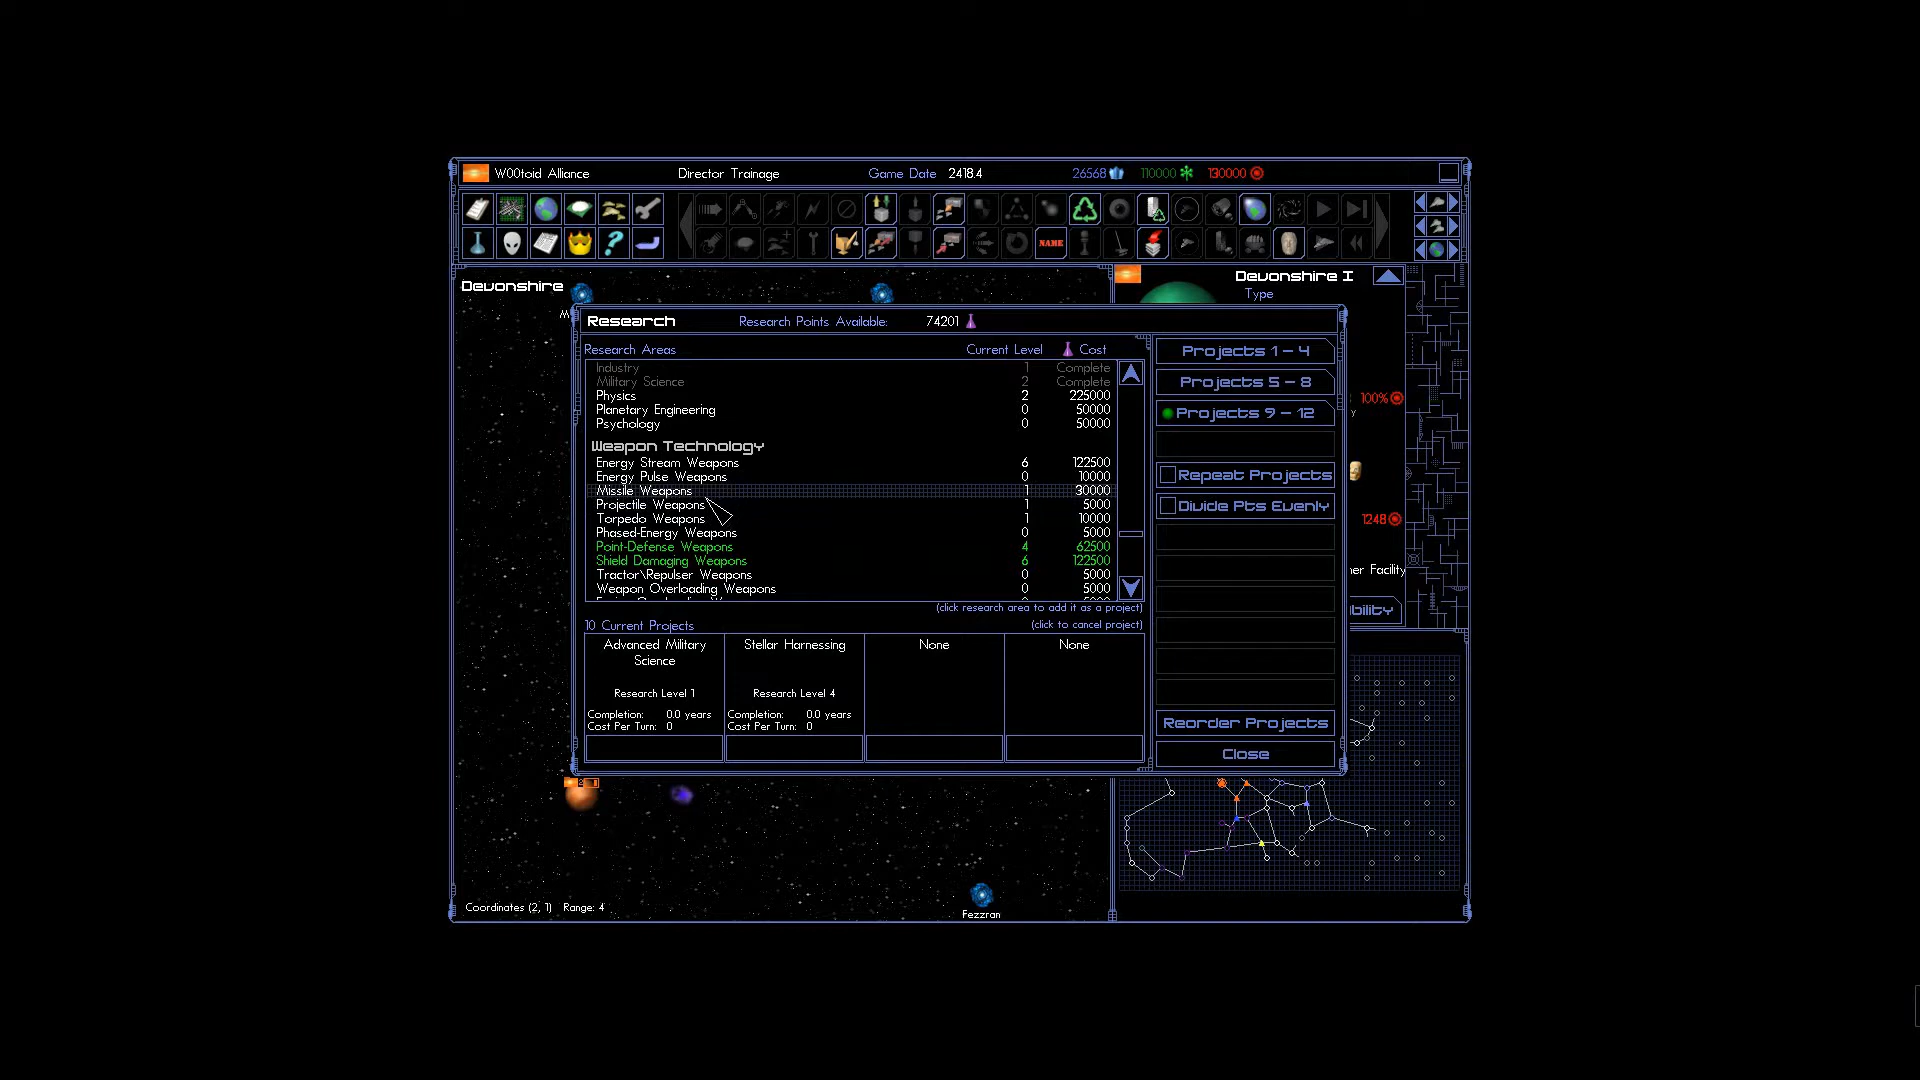 W00toid Alliance Director Trainage Game Date 2418.4 26568 110000 130000
NAME
Devonshire
Devonshire I
Type
M
Research Research Points Available: 74201
Research Areas Current Level Cost
Industry 1 Complete
Military Science 2 Complete
Physics 2 225000
Planetary Engineering 0 50000
Psychology 0 50000
Weapon Technology
Energy Stream Weapons 6 122500
Energy Pulse Weapons 0 10000
Missile Weapons 1 30000
Projectile Weapons 1 5000
Torpedo Weapons 1 10000
Phased-Energy Weapons 0 5000
Point-Defense Weapons 4 62500
Shield Damaging Weapons 6 122500
Tractor\Repulser Weapons 0 5000
Weapon Overloading Weapons 0 5000
(click research area to add it as a project)
10 Current Projects (click to cancel project)
Advanced Military
Science
Research Level 1
Completion: 0.0 years
Cost Per Turn: 0
Stellar Harnessing
Research Level 4
Completion: 0.0 years
Cost Per Turn: 0
None
None
Projects 1 - 4
Projects 5 - 8
Projects 9 - 12
Repeat Projects
Divide Pts Evenly
Reorder Projects
Close
100%
y
1248
her Facility
ibility
Coordinates (2, 1) Range: 4
Fezzran